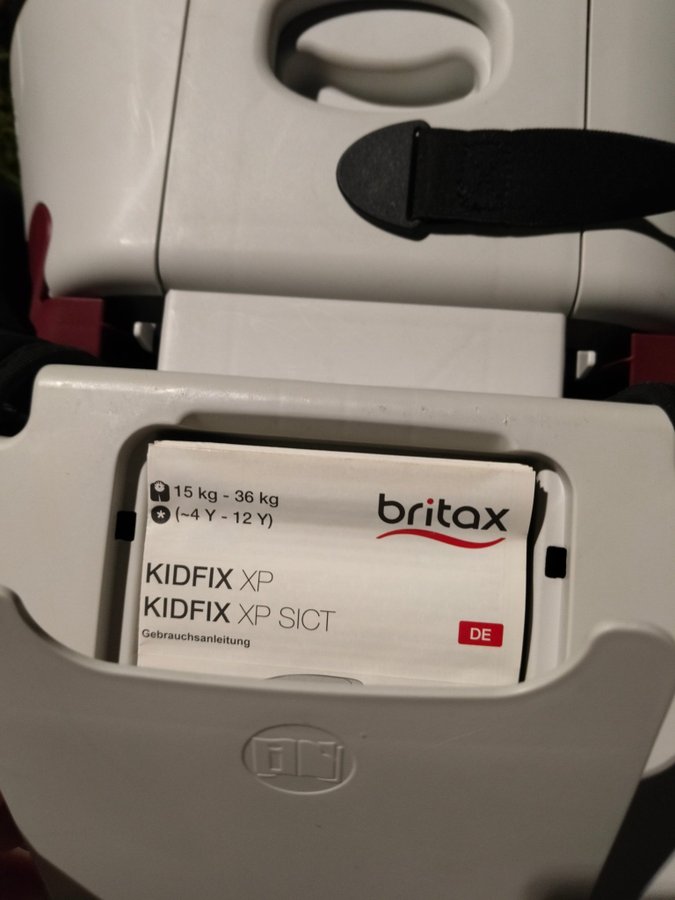 15 kg - 36 kg
(~4 Y - 12 Y)
britax
KIDFIX XP
KIDFIX XP SICT
Gebrauchsanleitung
DE